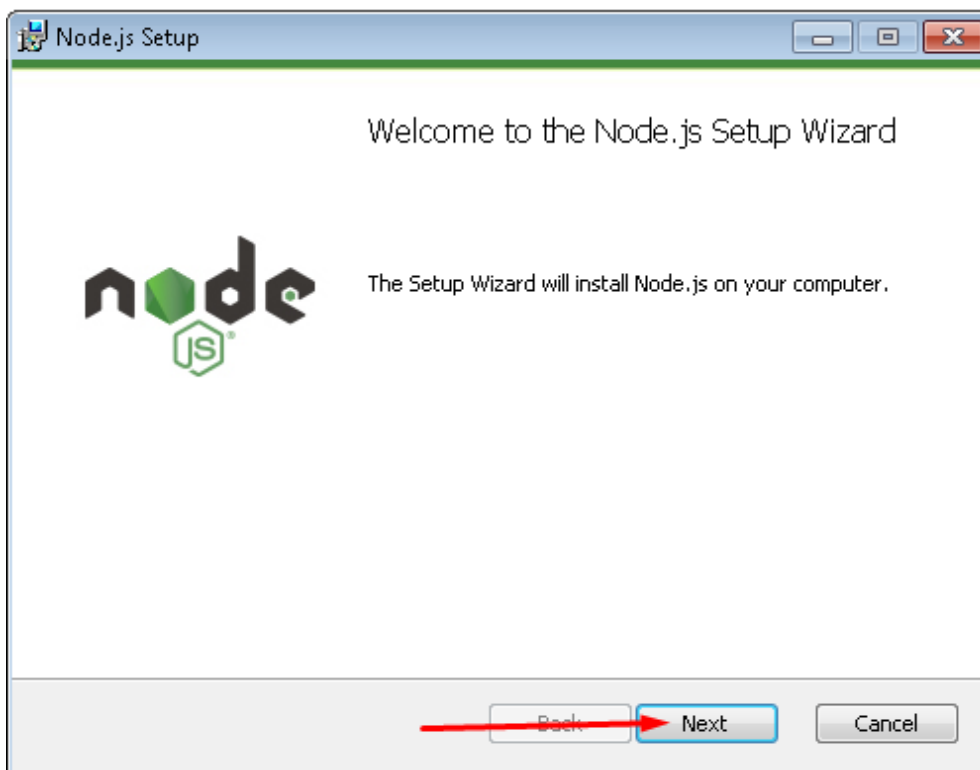 Node.js Setup
Welcome to the Node.js Setup Wizard
node
JS®
The Setup Wizard will install Node.js on your computer.
Back Next Cancel